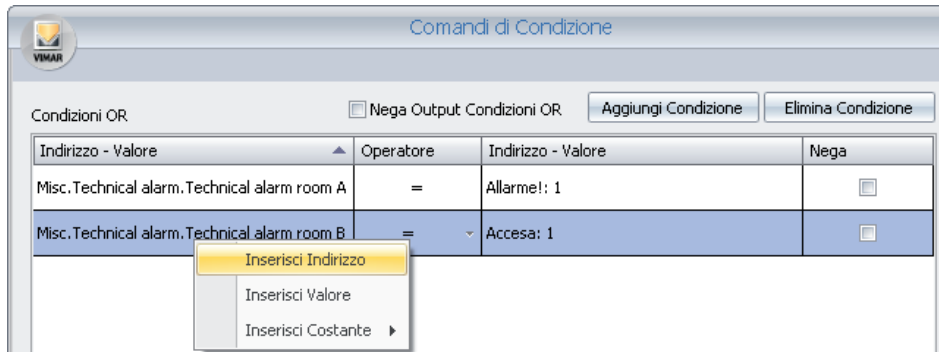 Comandi di Condizione
VIMAR
Condizioni OR
Nega Output Condizioni OR
Aggiungi Condizione
Elimina Condizione
Indirizzo - Valore
Operatore
Indirizzo - Valore
Nega
Misc.Technical alarm.Technical alarm room A
=
Allarme!: 1
Misc.Technical alarm.Technical alarm room B
=
Accesa: 1
Inserisci Indirizzo
Inserisci Valore
Inserisci Costante